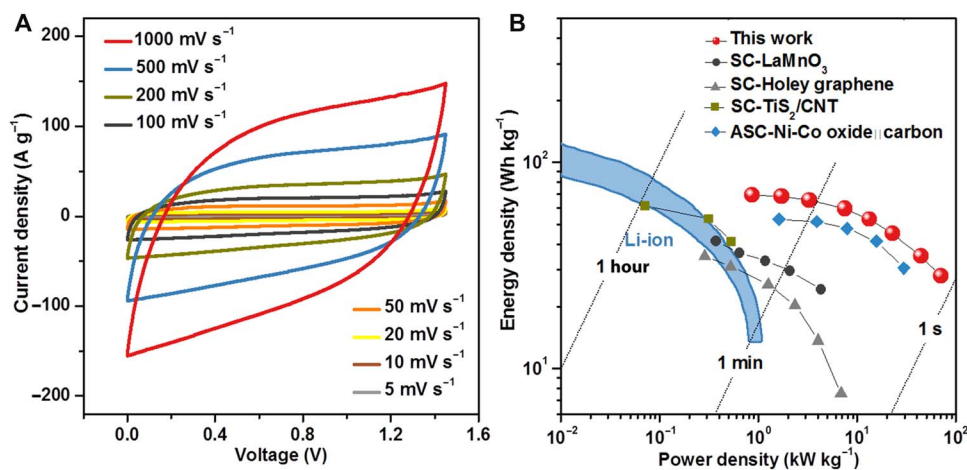 A
1000 mV s⁻¹
500 mV s⁻¹
200 mV s⁻¹
100 mV s⁻¹
50 mV s⁻¹
20 mV s⁻¹
10 mV s⁻¹
5 mV s⁻¹
200
100
0
−100
−200
Current density (A g⁻¹)
0.0
0.4
0.8
1.2
1.6
Voltage (V)
B
This work
SC-LaMnO₃
SC-Holey graphene
SC-TiS₂/CNT
ASC-Ni-Co oxide||carbon
Li-ion
1 hour
1 min
1 s
10²
10¹
Energy density (Wh kg⁻¹)
10⁻²
10⁻¹
10⁰
10¹
10²
Power density (kW kg⁻¹)